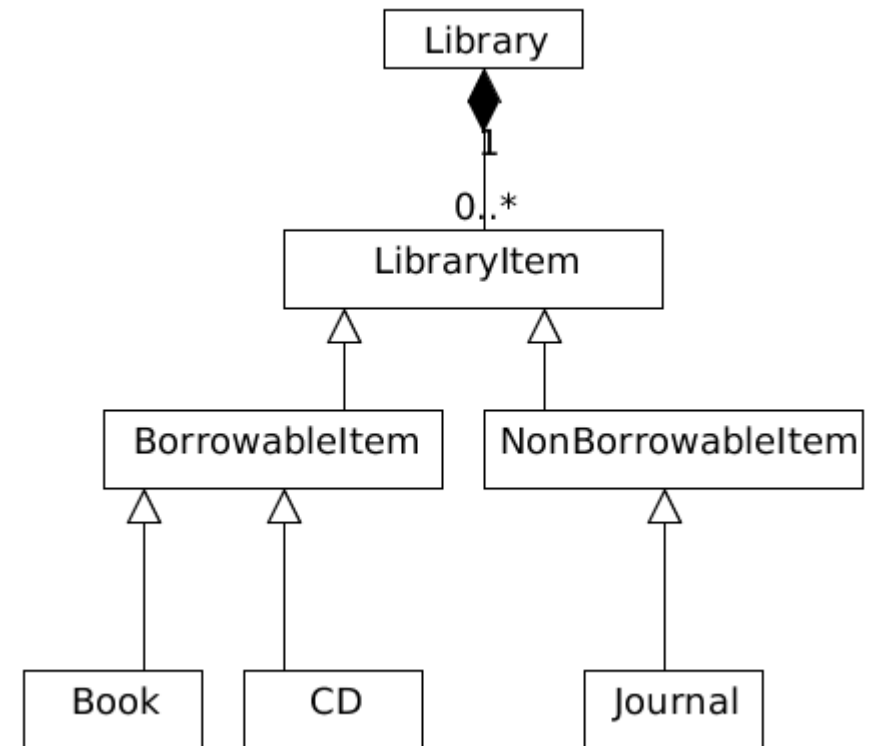 Library
1
0..*
LibraryItem
BorrowableItem
NonBorrowableItem
Book
CD
Journal